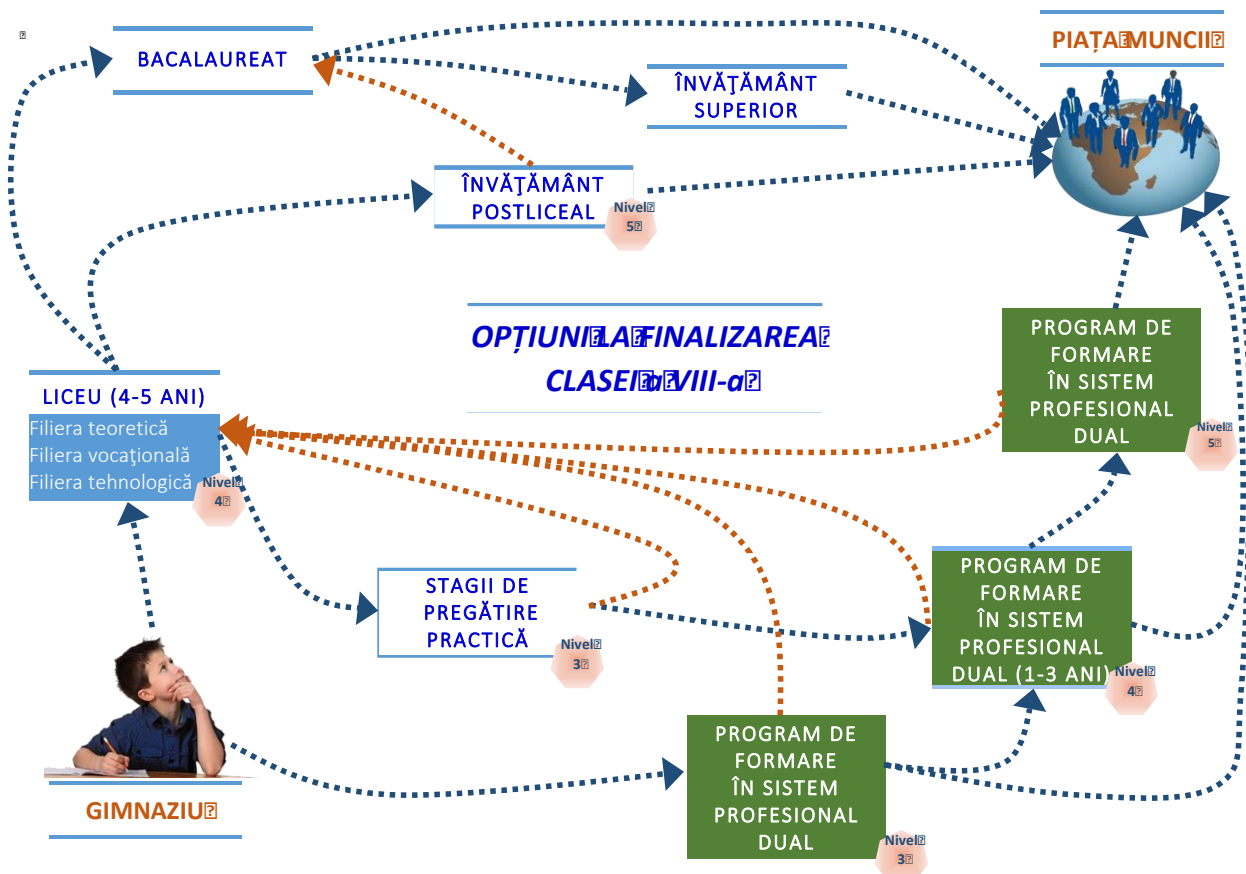 BACALAUREAT
PIAȚA MUNCII
ÎNVĂŢĂMÂNT
SUPERIOR
ÎNVĂŢĂMÂNT
POSTLICEAL
Nivel
5
OPȚIUNI LA FINALIZAREA
CLASEI a VIII-a
LICEU (4-5 ANI)
Filiera teoretică
Filiera vocaţională
Filiera tehnologică
Nivel
4
PROGRAM DE
FORMARE
ÎN SISTEM
PROFESIONAL
DUAL
Nivel
5
STAGII DE
PREGĂTIRE
PRACTICĂ
Nivel
3
PROGRAM DE
FORMARE
ÎN SISTEM
PROFESIONAL
DUAL (1-3 ANI)
Nivel
4
GIMNAZIU
PROGRAM DE
FORMARE
ÎN SISTEM
PROFESIONAL
DUAL
Nivel
3